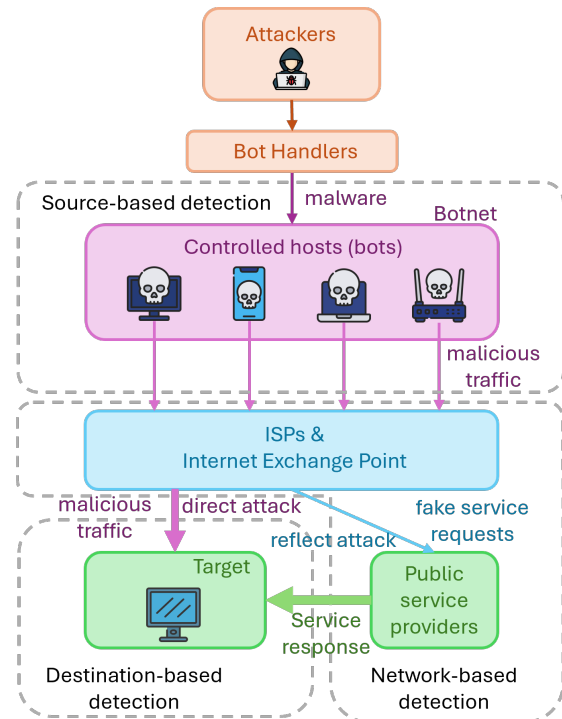 Attackers
Bot Handlers
malware
Source-based detection
Botnet
Controlled hosts (bots)
malicious
traffic
ISPs &
Internet Exchange Point
malicious
traffic
direct attack
fake service
requests
reflect attack
Target
Public
service
providers
Service
response
Destination-based
detection
Network-based
detection